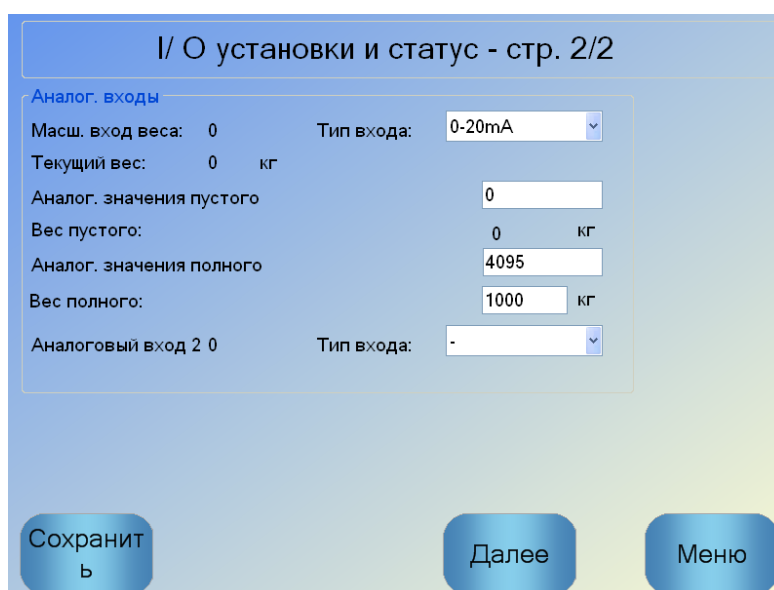 I/ O установки и статус - стр. 2/2
Аналог. входы
Масш. вход веса: 0 Тип входа: 0-20mA
Текущий вес: 0 кг
Аналог. значения пустого 0
Вес пустого: 0 кг
Аналог. значения полного 4095
Вес полного: 1000 кг
Аналоговый вход 2 0 Тип входа: -
Сохранит
ь
Далее Меню